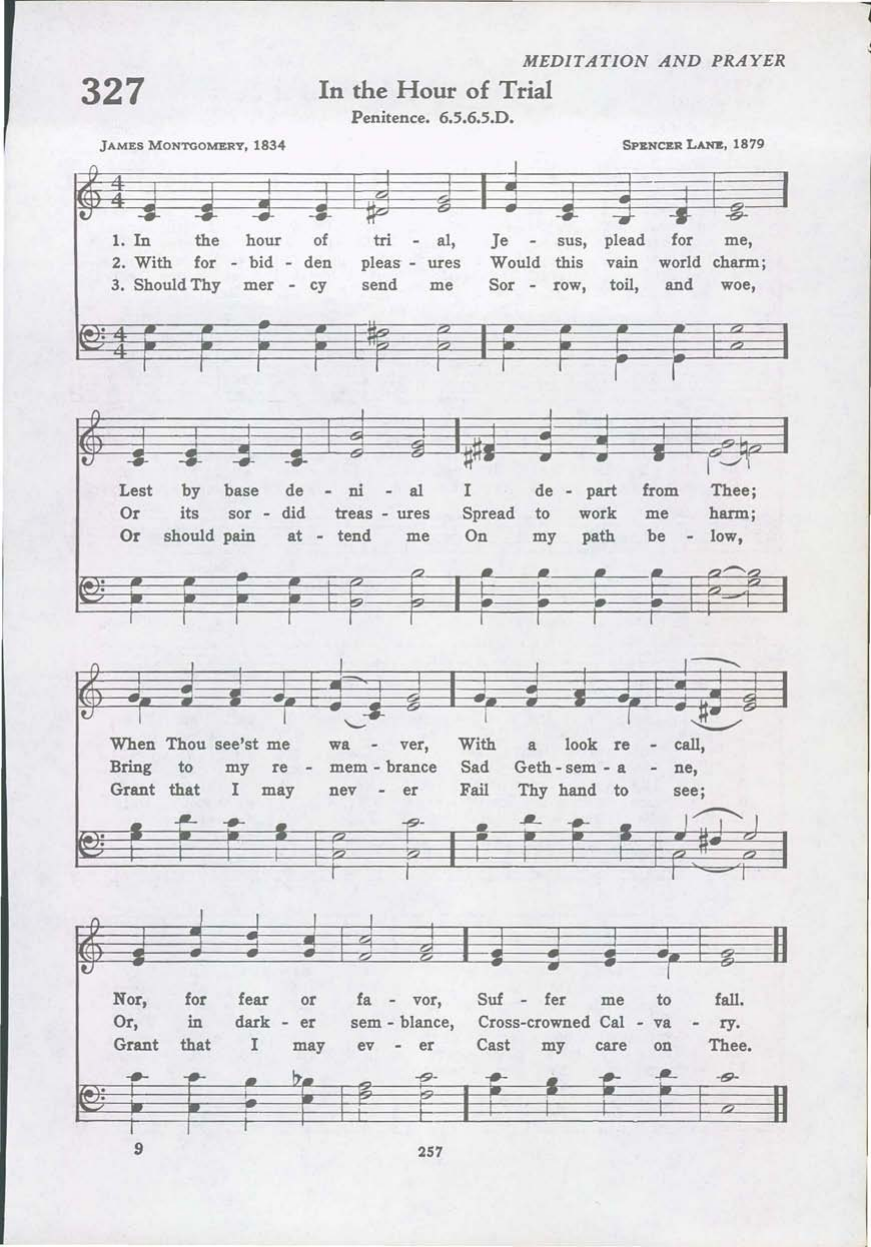 MEDITATION AND PRAYER
327 In the Hour of Trial
Penitence. 6.5.6.5.D.
JAMES MONTGOMERY, 1834 SPENCER LANE, 1879
1. In the hour of tri - al, Je - sus, plead for me,
2. With for - bid - den pleas - ures Would this vain world charm;
3. Should Thy mer - cy send me Sor - row, toil, and woe,
Lest by base de - ni - al I de - part from Thee;
Or its sor - did treas - ures Spread to work me harm;
Or should pain at - tend me On my path be - low,
When Thou see'st me wa - ver, With a look re - call,
Bring to my re - mem - brance Sad Geth - sem - a - ne,
Grant that I may nev - er Fail Thy hand to see;
Nor, for fear or fa - vor, Suf - fer me to fall.
Or, in dark - er sem - blance, Cross-crowned Cal - va - ry.
Grant that I may ev - er Cast my care on Thee.
9 257